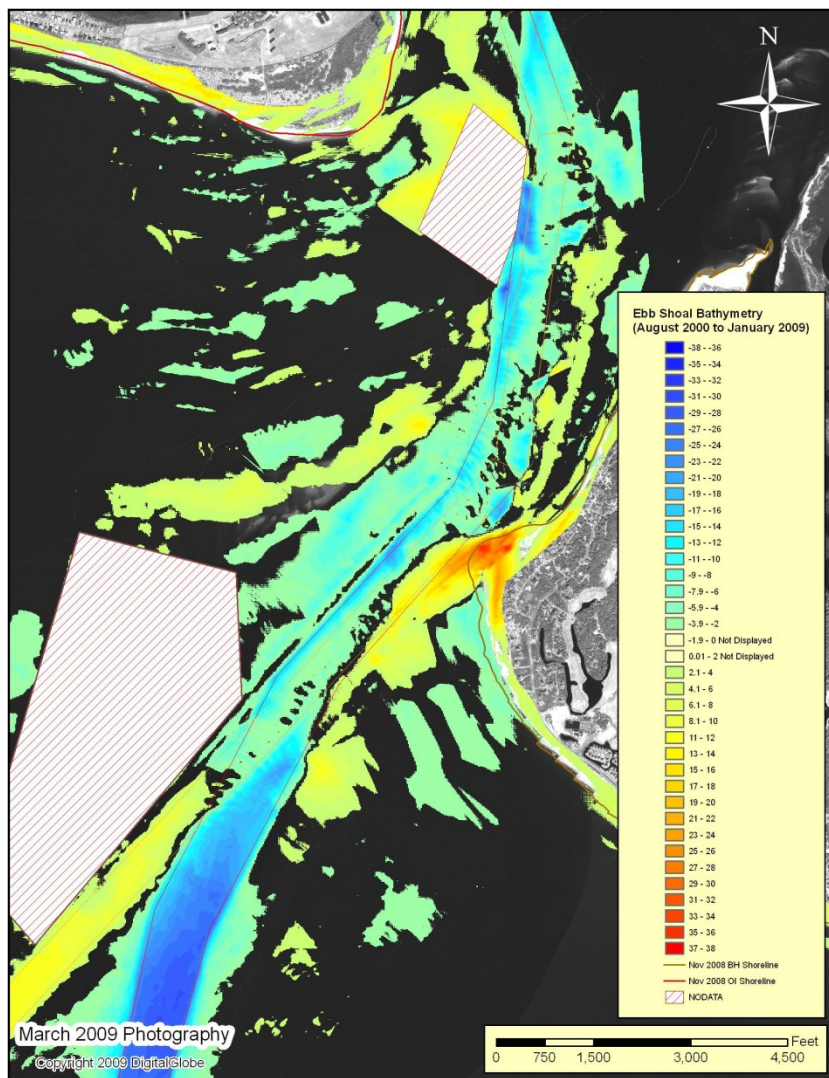 N
Ebb Shoal Bathymetry
(August 2000 to January 2009)
-38 - -36
-35 - -34
-33 - -32
-31 - -30
-29 - -28
-27 - -26
-25 - -24
-23 - -22
-21 - -20
-19 - -18
-17 - -16
-15 - -14
-13 - -12
-11 - -10
-9 - -8
-7.9 - -6
-5.9 - -4
-3.9 - -2
-1.9 - 0 Not Displayed
0.01 - 2 Not Displayed
2.1 - 4
4.1 - 6
6.1 - 8
8.1 - 10
11 - 12
13 - 14
15 - 16
17 - 18
19 - 20
21 - 22
23 - 24
25 - 26
27 - 28
29 - 30
31 - 32
33 - 34
35 - 36
37 - 38
Nov 2008 BH Shoreline
Nov 2008 OI Shoreline
NODATA
March 2009 Photography
Copyright 2009 DigitalGlobe
Feet
0 750 1,500 3,000 4,500